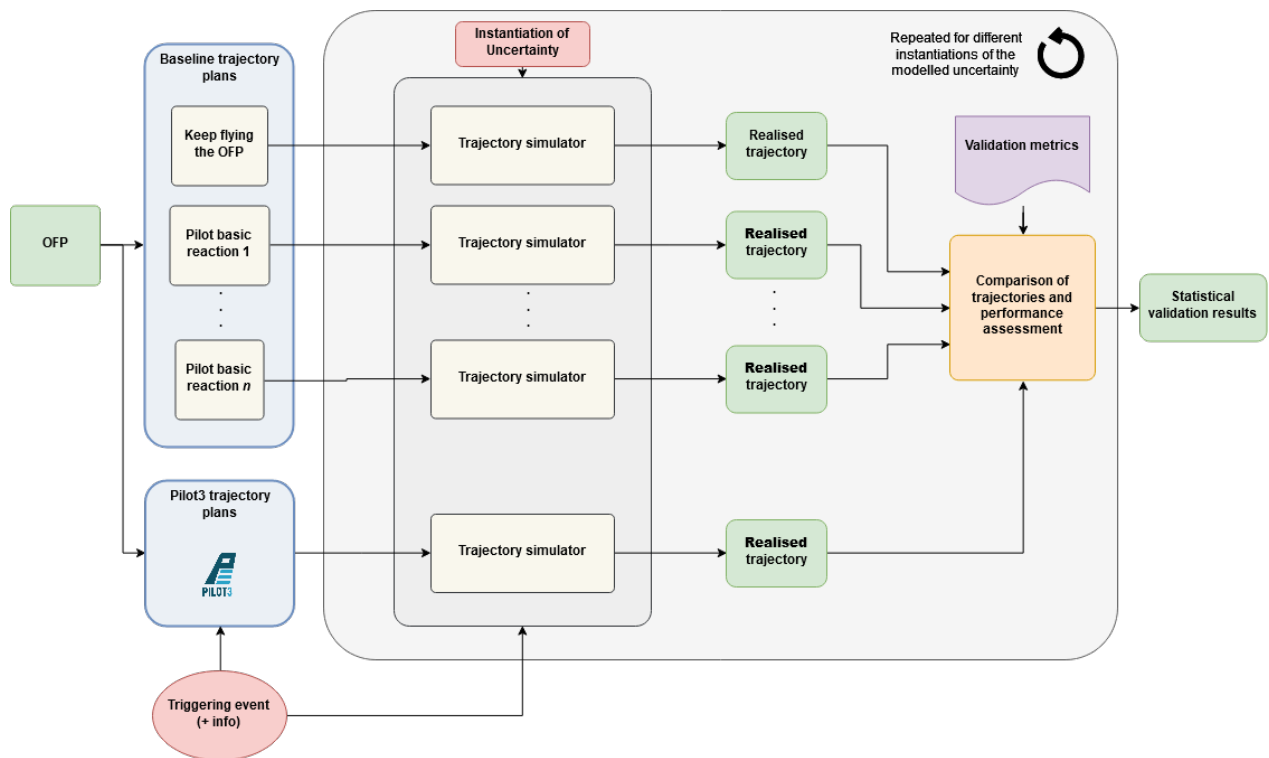 Instantiation of
Uncertainty
Repeated for different
instantiations of the
modelled uncertainty
Baseline trajectory
plans
Keep flying
the OFP
Trajectory simulator
Realised
trajectory
Validation metrics
OFP
Pilot basic
reaction 1
Trajectory simulator
Realised
trajectory
Comparison of
trajectories and
performance
assessment
Statistical
validation results
Pilot basic
reaction n
Trajectory simulator
Realised
trajectory
Pilot3 trajectory
plans
PILOT3
Trajectory simulator
Realised
trajectory
Triggering event
(+ info)